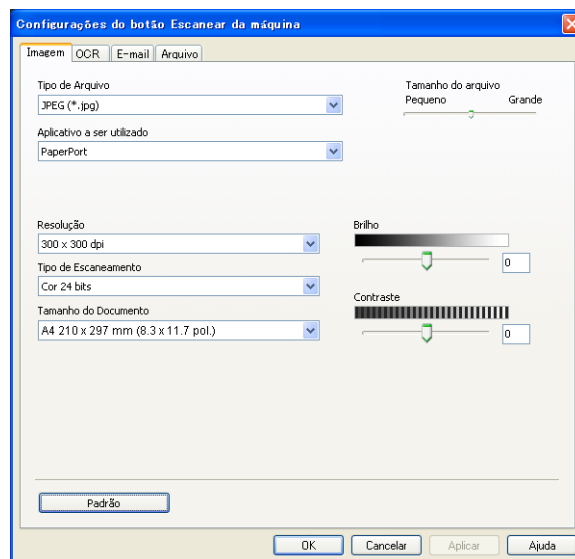 Configurações do botão Escanear da máquina
Imagem OCR E-mail Arquivo
Tipo de Arquivo
JPEG (*.jpg)
Tamanho do arquivo
Pequeno Grande
Aplicativo a ser utilizado
PaperPort
Resolução
300 x 300 dpi
Brilho
0
Tipo de Escaneamento
Cor 24 bits
Contraste
0
Tamanho do Documento
A4 210 x 297 mm (8.3 x 11.7 pol.)
Padrão
OK Cancelar Aplicar Ajuda